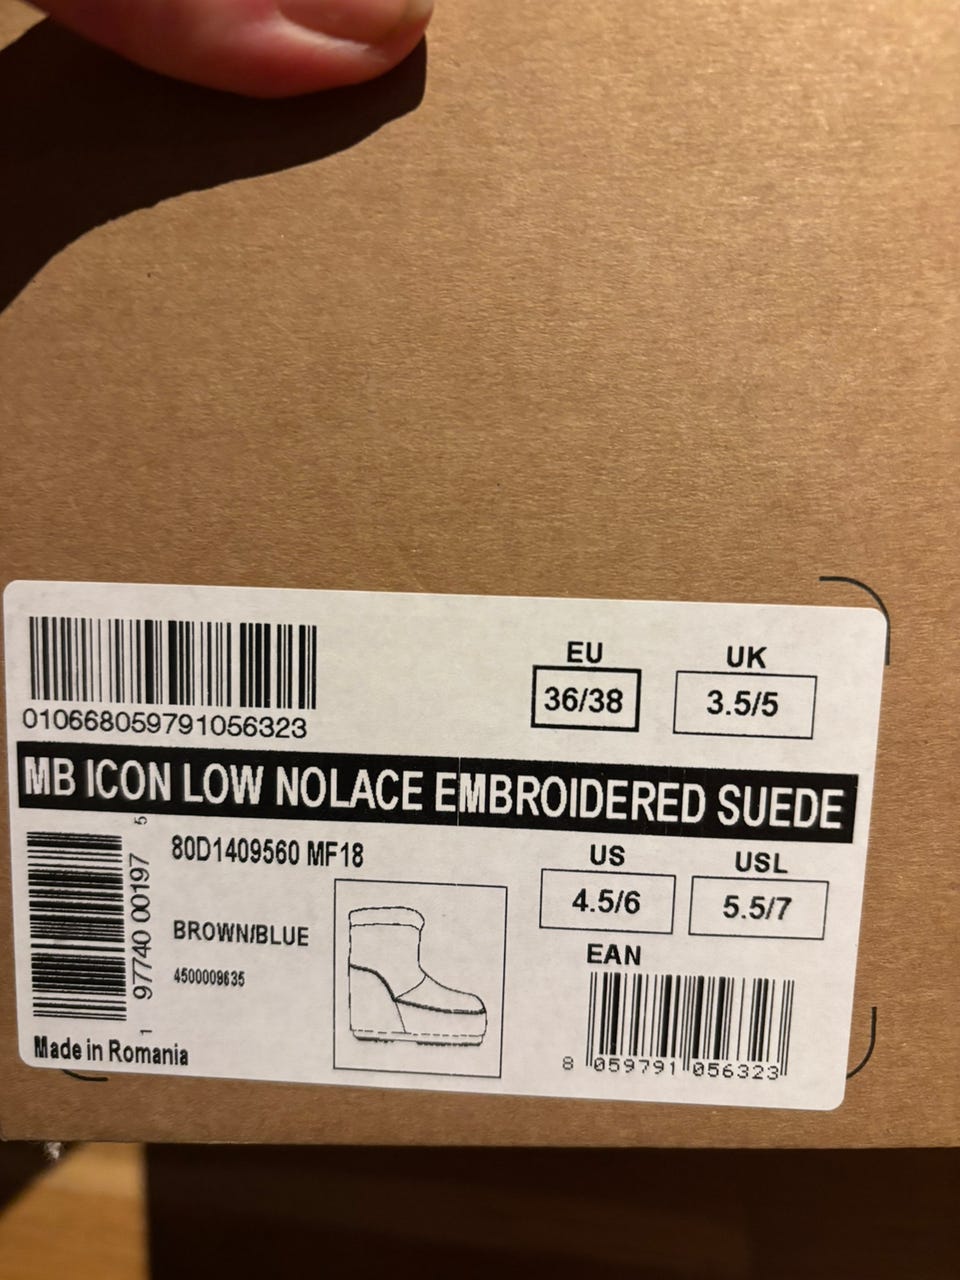 EU
36/38
UK
3.5/5
010668059791056323
MB ICON LOW NOLACE EMBROIDERED SUEDE
1 97740 00197 5
80D1409560 MF18
BROWN/BLUE
4500009635
US
4.5/6
USL
5.5/7
EAN
8 059791 056323
Made in Romania